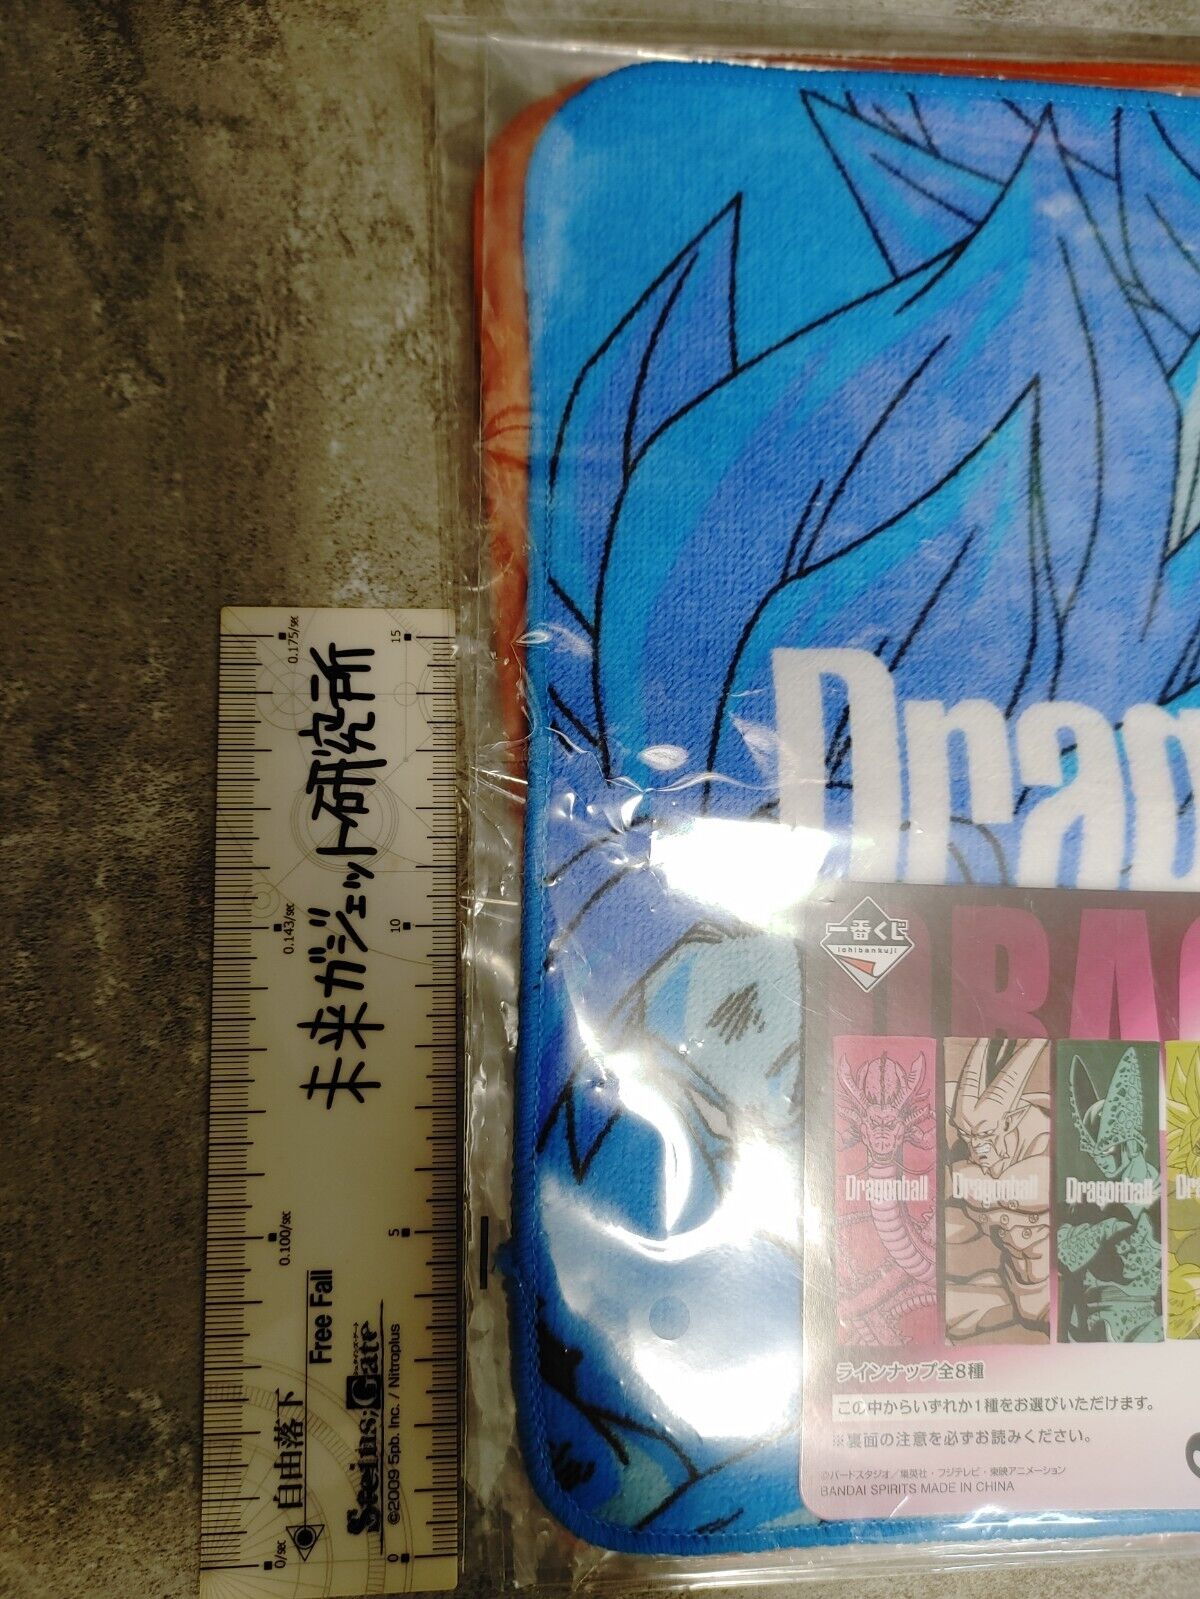 0.175/sec
15
未来ガジェット研究所
0.143/sec
10
0.100/sec
5
Free Fall
自由落下
0/sec
0
Steins;Gate
©2009 5pb. Inc. / Nitroplus
Drag
一番くじ
ichibankuji
DRAG
Dragonball
Dragonball
Dragonball
Dra
ラインナップ全8種
この中からいずれか1種をお選びいただけます。
※裏面の注意を必ずお読みください。
©バードスタジオ／集英社・フジテレビ・東映アニメーション
BANDAI SPIRITS MADE IN CHINA